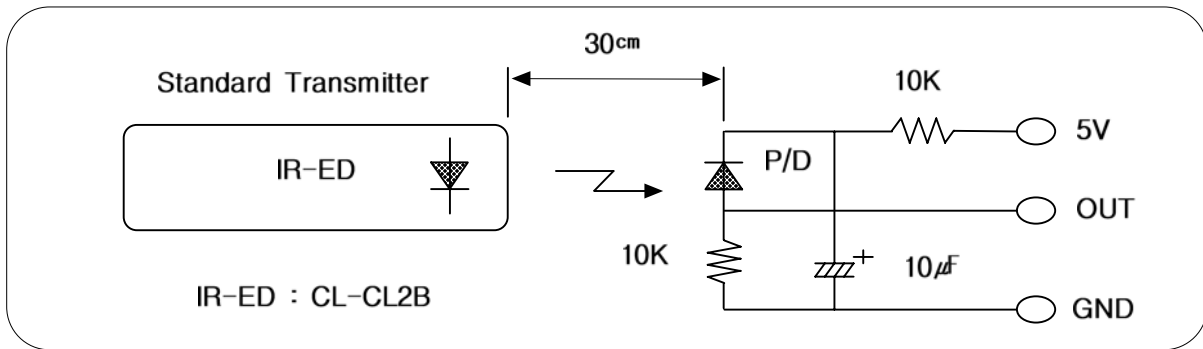 30cm
Standard Transmitter
10K
5V
IR-ED
P/D
OUT
10K
+
10μF
IR-ED : CL-CL2B
GND